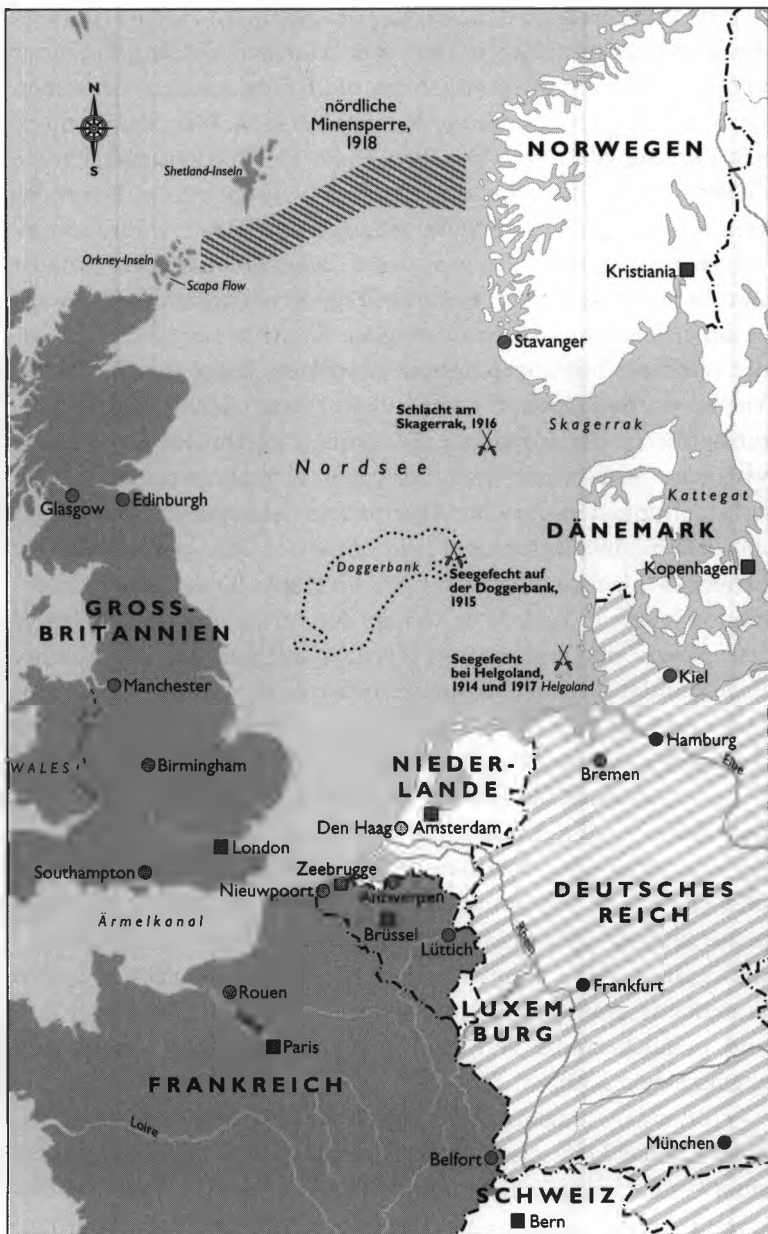 N
S
nördliche
Minensperre,
1918
NORWEGEN
Shetland-Inseln
Orkney-Inseln
Scapa Flow
Kristiania
Stavanger
Schlacht am
Skagerrak, 1916
Skagerrak
Nordsee
Kattegat
Glasgow
Edinburgh
DÄNEMARK
Doggerbank
Kopenhagen
Seegefecht auf
der Doggerbank,
1915
GROSS-
BRITANNIEN
Seegefecht
bei Helgoland,
1914 und 1917 Helgoland
Kiel
Manchester
Hamburg
WALES
Birmingham
NIEDER-
LANDE
Bremen
Elbe
Den Haag
Amsterdam
London
Southampton
Zeebrugge
Nieuwpoort
Antwerpen
DEUTSCHES
REICH
Ärmelkanal
Brüssel
Lüttich
Rhein
Rouen
Frankfurt
LUXEM-
BURG
Paris
FRANKREICH
Loire
München
Belfort
SCHWEIZ
Bern